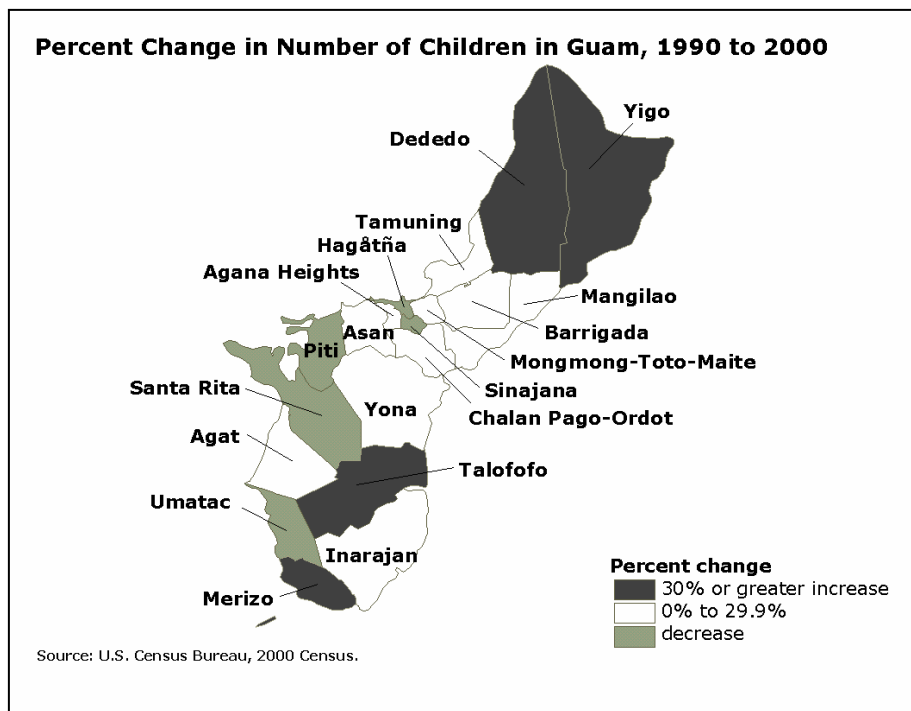 Percent Change in Number of Children in Guam, 1990 to 2000
Yigo
Dededo
Tamuning
Hagåtña
Agana Heights
Mangilao
Asan
Barrigada
Piti
Mongmong-Toto-Maite
Santa Rita
Sinajana
Yona
Chalan Pago-Ordot
Agat
Talofofo
Umatac
Inarajan
Merizo
Percent change
30% or greater increase
0% to 29.9%
decrease
Source: U.S. Census Bureau, 2000 Census.